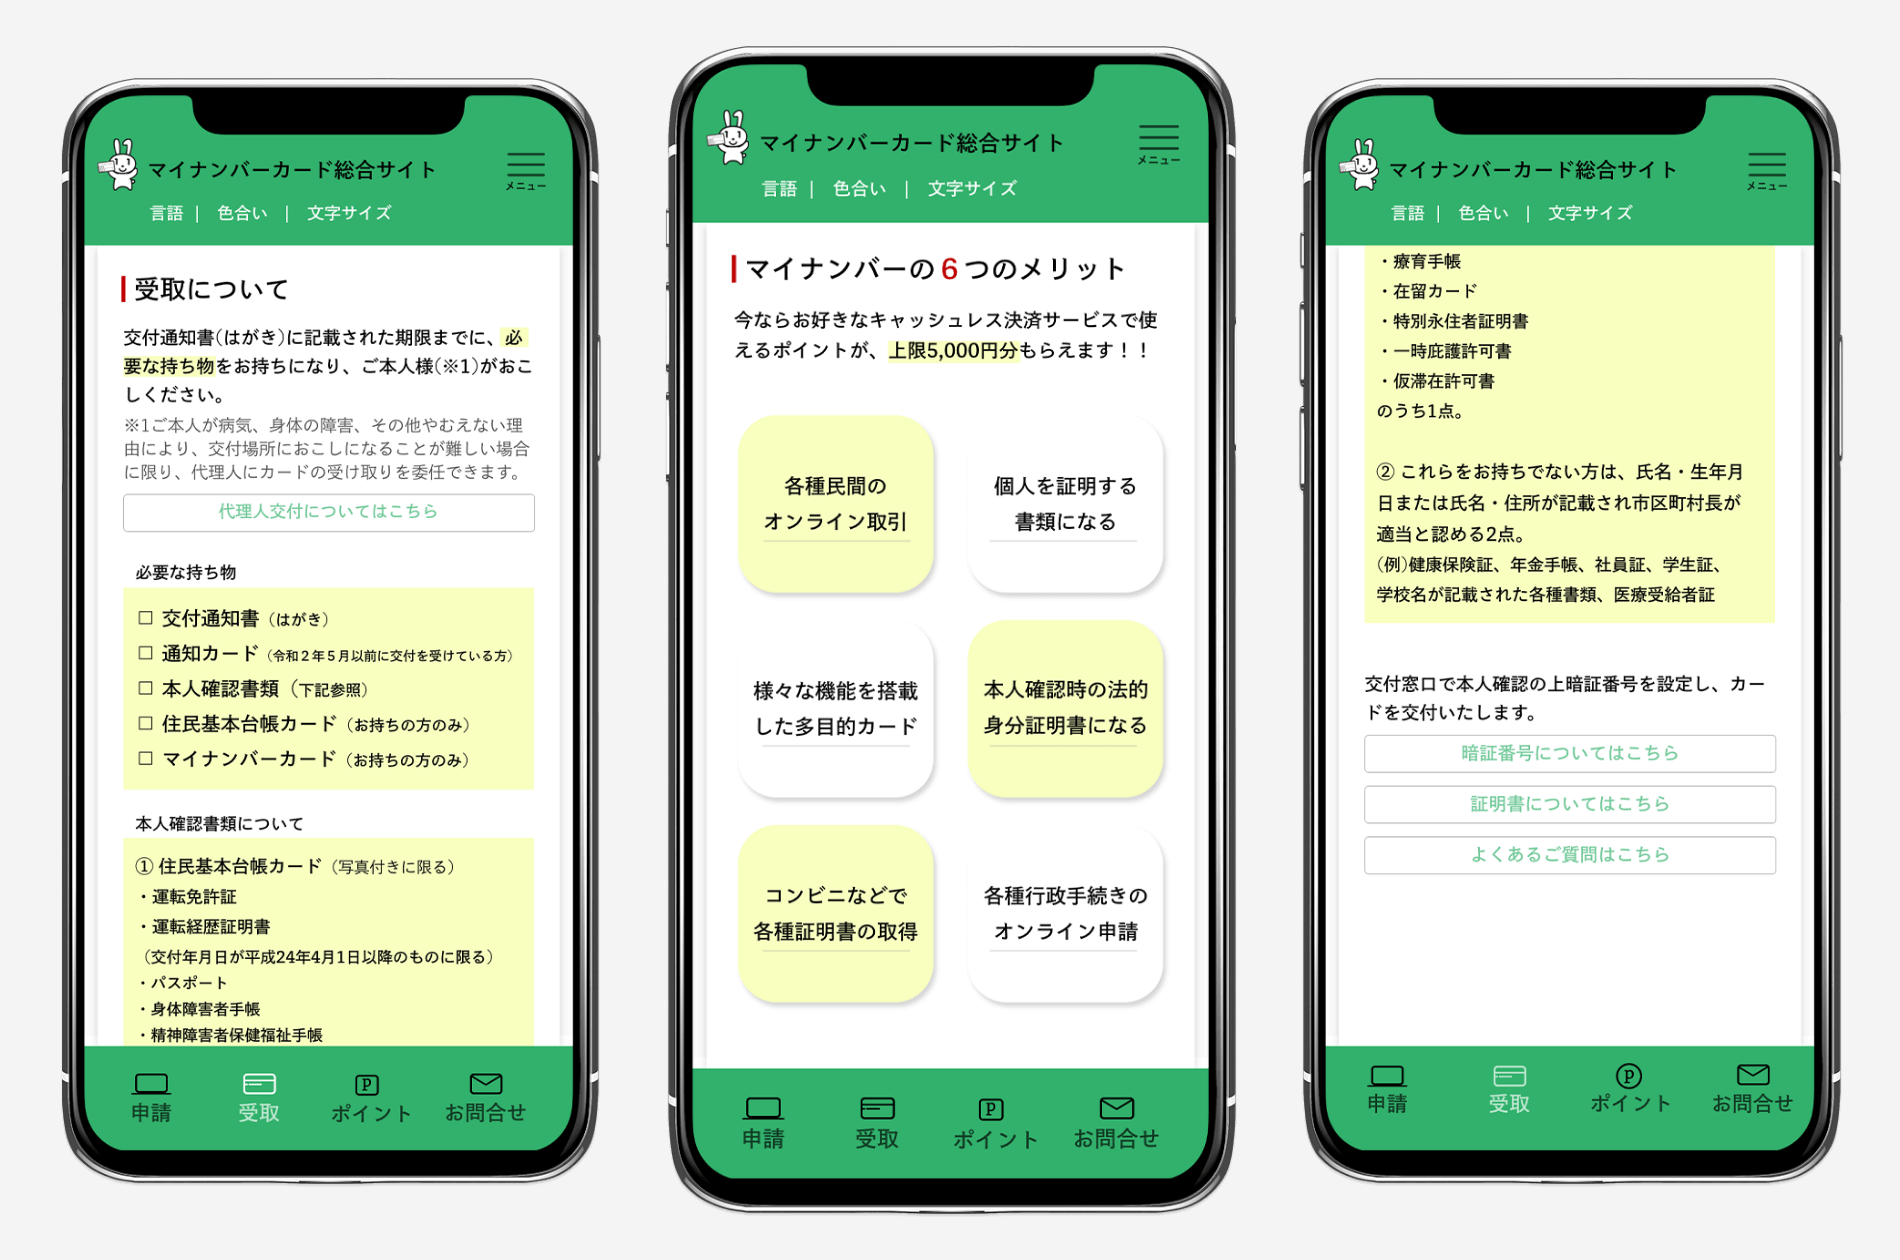 マイナンバーカード総合サイト
メニュー
言語 | 色合い | 文字サイズ
受取について
交付通知書(はがき)に記載された期限までに、必
要な持ち物をお持ちになり、ご本人様(※1)がおこ
しください。
※1ご本人が病気、身体の障害、その他やむえない理
由により、交付場所におこしになることが難しい場合
に限り、代理人にカードの受け取りを委任できます。
代理人交付についてはこちら
必要な持ち物
□ 交付通知書（はがき）
□ 通知カード（令和２年５月以前に交付を受けている方）
□ 本人確認書類（下記参照）
□ 住民基本台帳カード（お持ちの方のみ）
□ マイナンバーカード（お持ちの方のみ）
本人確認書類について
① 住民基本台帳カード（写真付きに限る）
・運転免許証
・運転経歴証明書
（交付年月日が平成24年4月1日以降のものに限る）
・パスポート
・身体障害者手帳
・精神障害者保健福祉手帳
申請
受取
P
ポイント
お問合せ
マイナンバーカード総合サイト
メニュー
言語 | 色合い | 文字サイズ
マイナンバーの6つのメリット
今ならお好きなキャッシュレス決済サービスで使
えるポイントが、上限5,000円分もらえます！！
各種民間の
オンライン取引
個人を証明する
書類になる
様々な機能を搭載
した多目的カード
本人確認時の法的
身分証明書になる
コンビニなどで
各種証明書の取得
各種行政手続きの
オンライン申請
申請
受取
P
ポイント
お問合せ
マイナンバーカード総合サイト
メニュー
言語 | 色合い | 文字サイズ
・療育手帳
・在留カード
・特別永住者証明書
・一時庇護許可書
・仮滞在許可書
のうち1点。
② これらをお持ちでない方は、氏名・生年月
日または氏名・住所が記載され市区町村長が
適当と認める2点。
(例)健康保険証、年金手帳、社員証、学生証、
学校名が記載された各種書類、医療受給者証
交付窓口で本人確認の上暗証番号を設定し、カー
ドを交付いたします。
暗証番号についてはこちら
証明書についてはこちら
よくあるご質問はこちら
申請
受取
P
ポイント
お問合せ